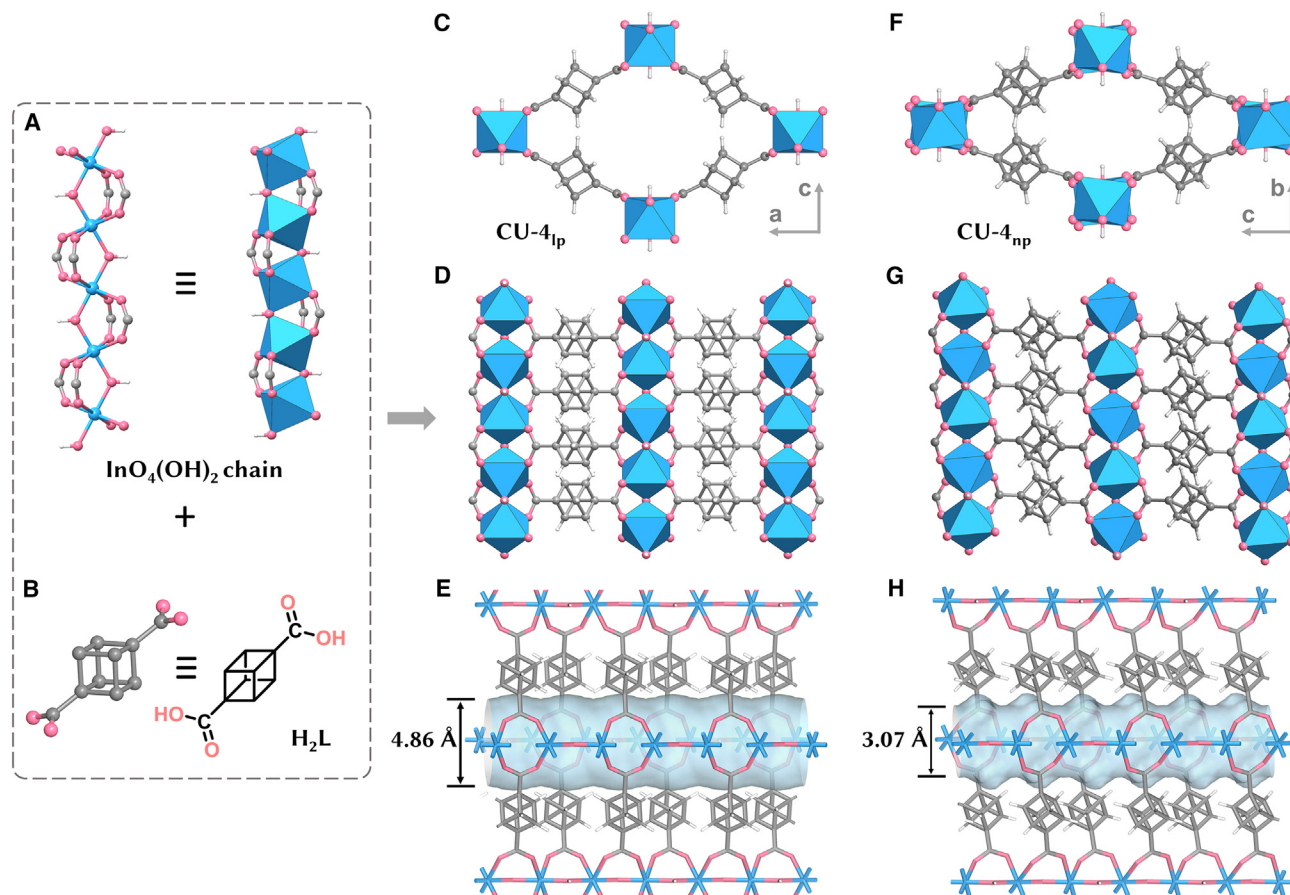 A
InO₄(OH)₂ chain
+
B
O
C
OH
HO
C
O
H₂L
C
CU-4lp
c
a
D
E
4.86 Å
F
CU-4np
b
c
G
H
3.07 Å